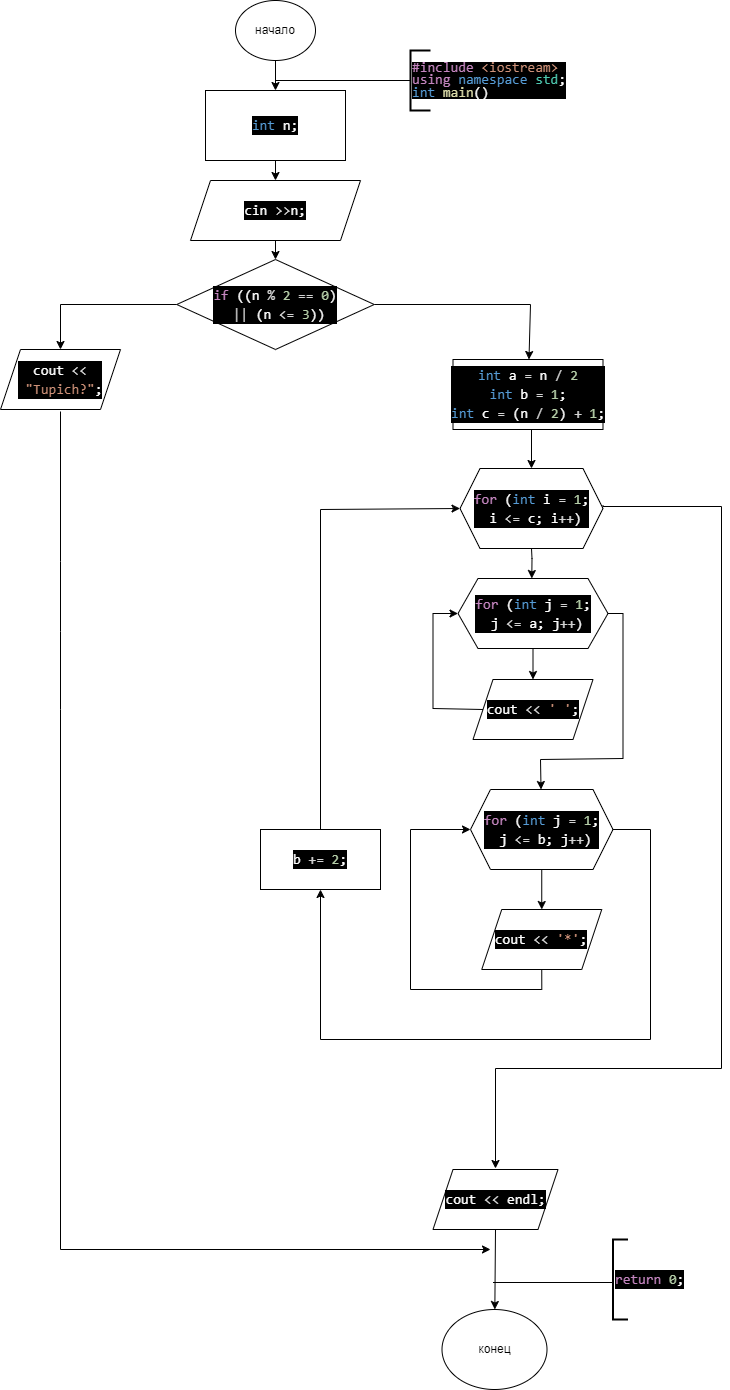 начало
#include <iostream>
using namespace std;
int main()
int n;
cin >>n;
if ((n % 2 == 0)
|| (n <= 3))
cout <<
"Tupich?";
int a = n / 2
int b = 1;
int c = (n / 2) + 1;
for (int i = 1;
i <= c; i++)
for (int j = 1;
j <= a; j++)
cout << ' ';
for (int j = 1;
j <= b; j++)
b += 2;
cout << '*';
cout << endl;
return 0;
конец